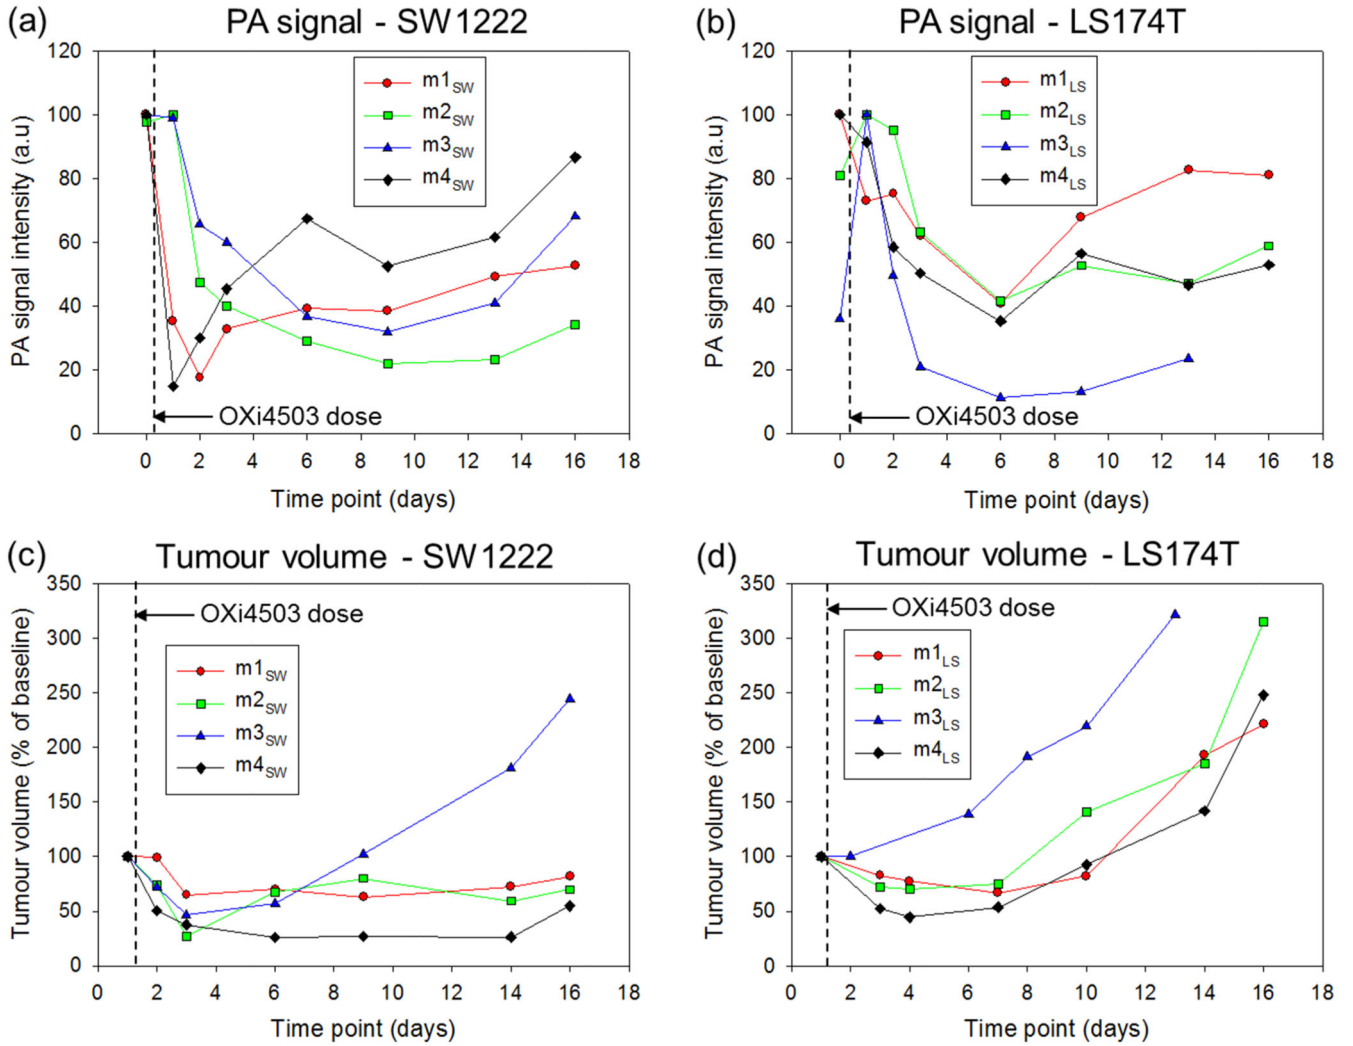 (a) PA signal - SW1222
120
100
80
60
40
20
0
PA signal intensity (a.u)
m1SW
m2SW
m3SW
m4SW
OXi4503 dose
0 2 4 6 8 10 12 14 16 18
Time point (days)
(b) PA signal - LS174T
120
100
80
60
40
20
0
PA signal intensity (a.u)
m1LS
m2LS
m3LS
m4LS
OXi4503 dose
0 2 4 6 8 10 12 14 16 18
Time point (days)
(c) Tumour volume - SW1222
350
300
250
200
150
100
50
0
Tumour volume (% of baseline)
OXi4503 dose
m1SW
m2SW
m3SW
m4SW
0 2 4 6 8 10 12 14 16 18
Time point (days)
(d) Tumour volume - LS174T
350
300
250
200
150
100
50
0
Tumour volume (% of baseline)
OXi4503 dose
m1LS
m2LS
m3LS
m4LS
0 2 4 6 8 10 12 14 16 18
Time point (days)